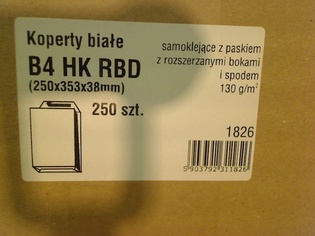 Koperty białe
B4 HK RBD
(250x353x38mm)
250 szt.
samoklejące z paskiem
z rozszerzanymi bokami
i spodem
130 g/m²
1826
5903792311826